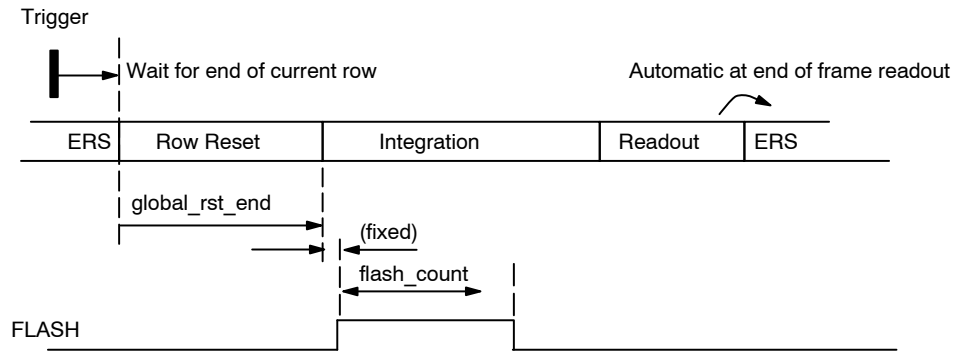 Trigger
Wait for end of current row
Automatic at end of frame readout
ERS Row Reset Integration Readout ERS
global_rst_end
(fixed)
flash_count
FLASH